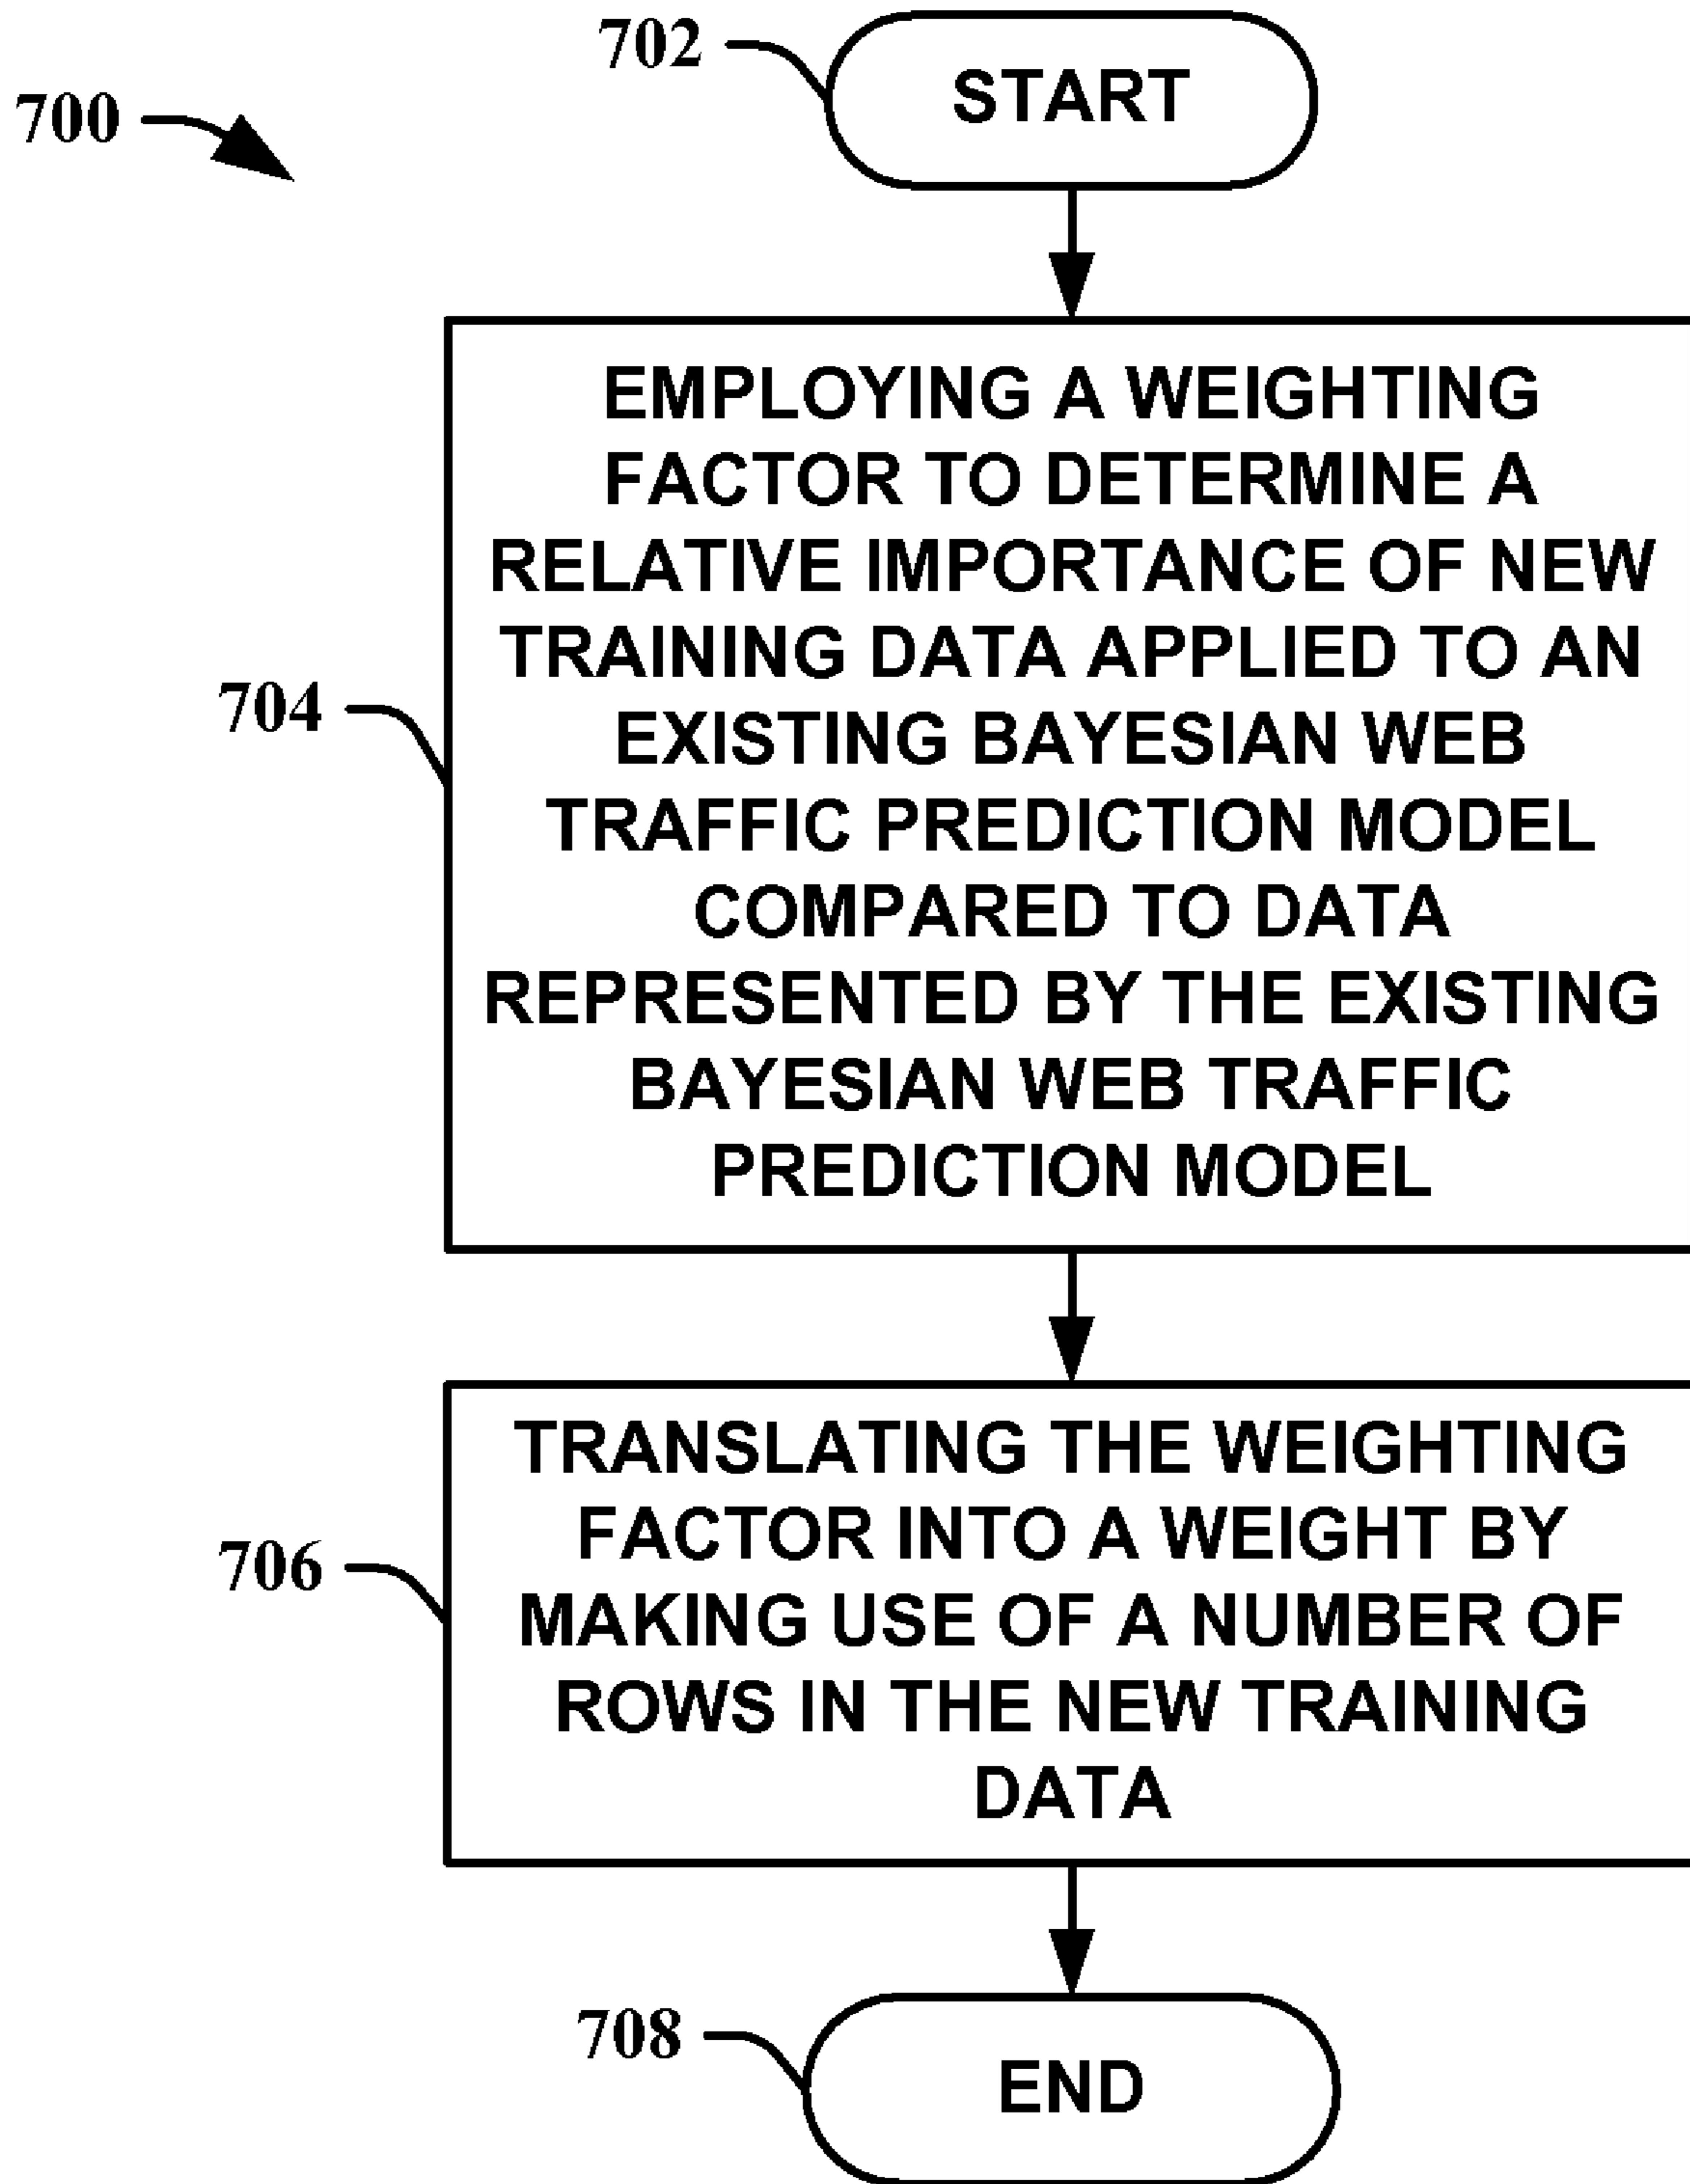 702
START
700
EMPLOYING A WEIGHTING
FACTOR TO DETERMINE A
RELATIVE IMPORTANCE OF NEW
TRAINING DATA APPLIED TO AN
704
EXISTING BAYESIAN WEB
TRAFFIC PREDICTION MODEL
COMPARED TO DATA
REPRESENTED BY THE EXISTING
BAYESIAN WEB TRAFFIC
PREDICTION MODEL
TRANSLATING THE WEIGHTING
FACTOR INTO A WEIGHT BY
706
MAKING USE OF A NUMBER OF
ROWS IN THE NEW TRAINING
DATA
708
END